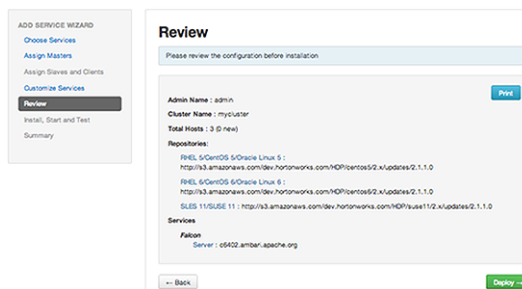 ADD SERVICE WIZARD
Choose Services
Assign Masters
Assign Slaves and Clients
Customize Services
Review
Install, Start and Test
Summary
Review
Please review the configuration before installation
Print
Admin Name : admin
Cluster Name : mycluster
Total Hosts : 3 (0 new)
Repositories:
RHEL 5/CentOS 5/Oracle Linux 5 :
http://s3.amazonaws.com/dev.hortonworks.com/HDP/centos5/2.x/updates/2.1.1.0
RHEL 6/CentOS 6/Oracle Linux 6 :
http://s3.amazonaws.com/dev.hortonworks.com/HDP/centos6/2.x/updates/2.1.1.0
SLES 11/SUSE 11 : http://s3.amazonaws.com/dev.hortonworks.com/HDP/suse11/2.x/updates/2.1.1.0
Services
Falcon
Server : c6402.ambari.apache.org
← Back
Deploy →